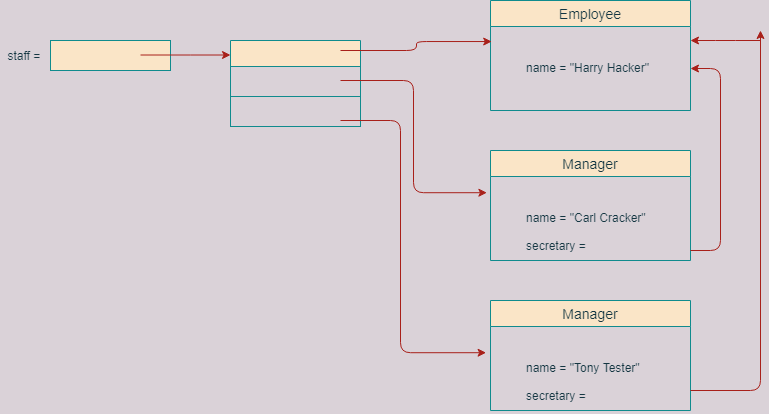 Employee
staff =
name = "Harry Hacker"
Manager
name = "Carl Cracker"
secretary =
Manager
name = "Tony Tester"
secretary =